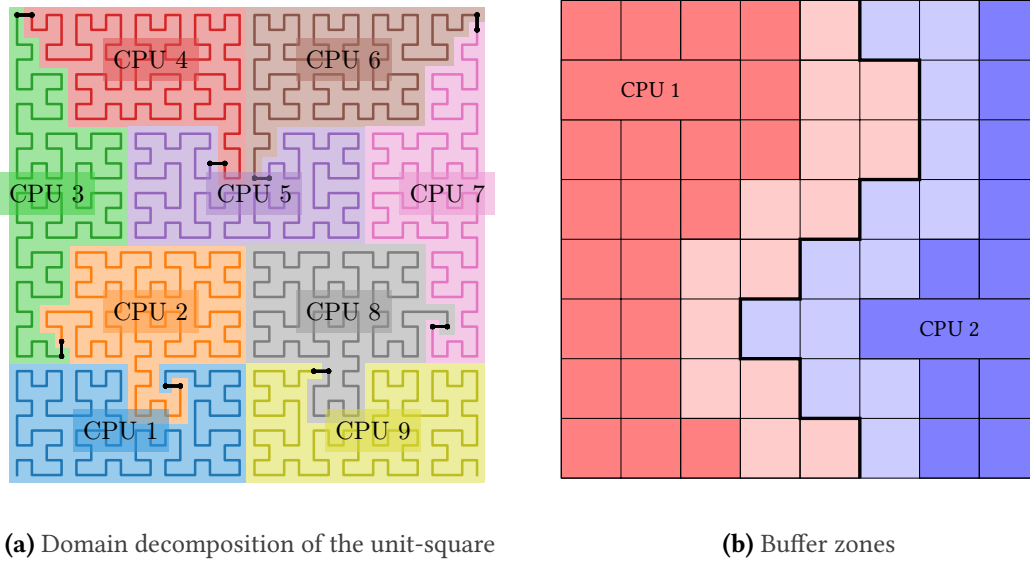 CPU 4
CPU 6
CPU 3
CPU 5
CPU 7
CPU 2
CPU 8
CPU 1
CPU 9
(a) Domain decomposition of the unit-square
CPU 1
CPU 2
(b) Buffer zones